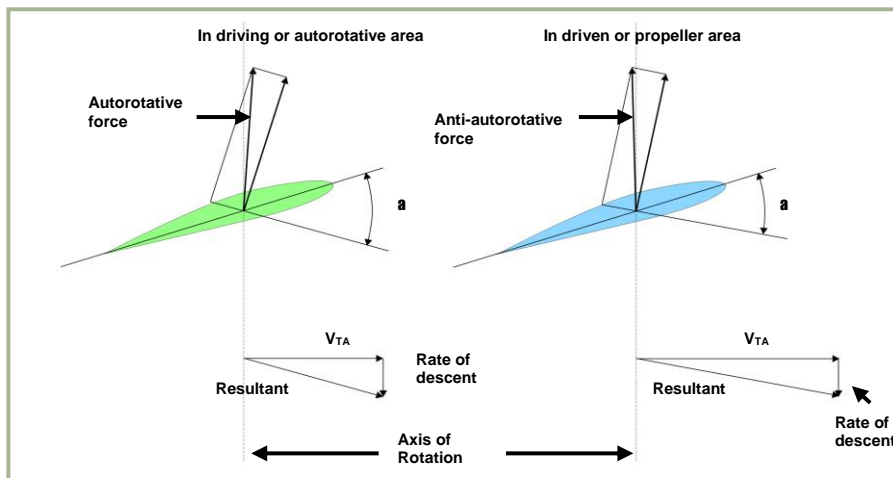 In driving or autorotative area
In driven or propeller area
Autorotative
force
Anti-autorotative
force
a
a
VTA
Rate of
descent
Resultant
VTA
Resultant
Rate of
descent
Axis of
Rotation